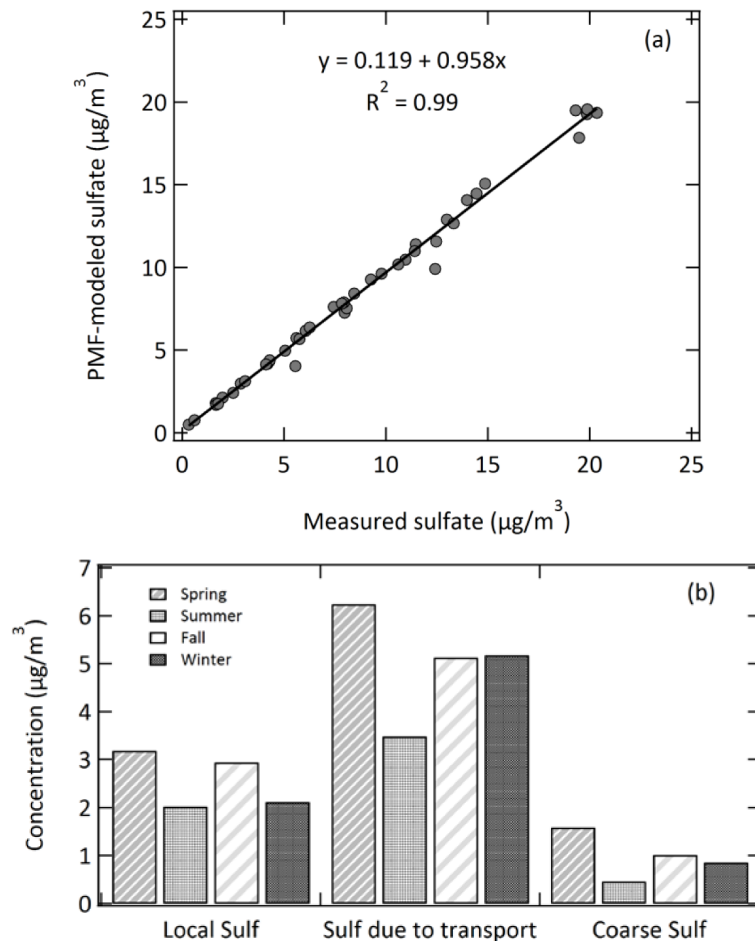 25
20
15
10
5
0
PMF-modeled sulfate (µg/m³)
(a)
y = 0.119 + 0.958x
R² = 0.99
0 5 10 15 20 25
Measured sulfate (µg/m³)
7
6
5
4
3
2
1
0
Concentration (µg/m³)
(b)
Spring
Summer
Fall
Winter
Local Sulf Sulf due to transport Coarse Sulf